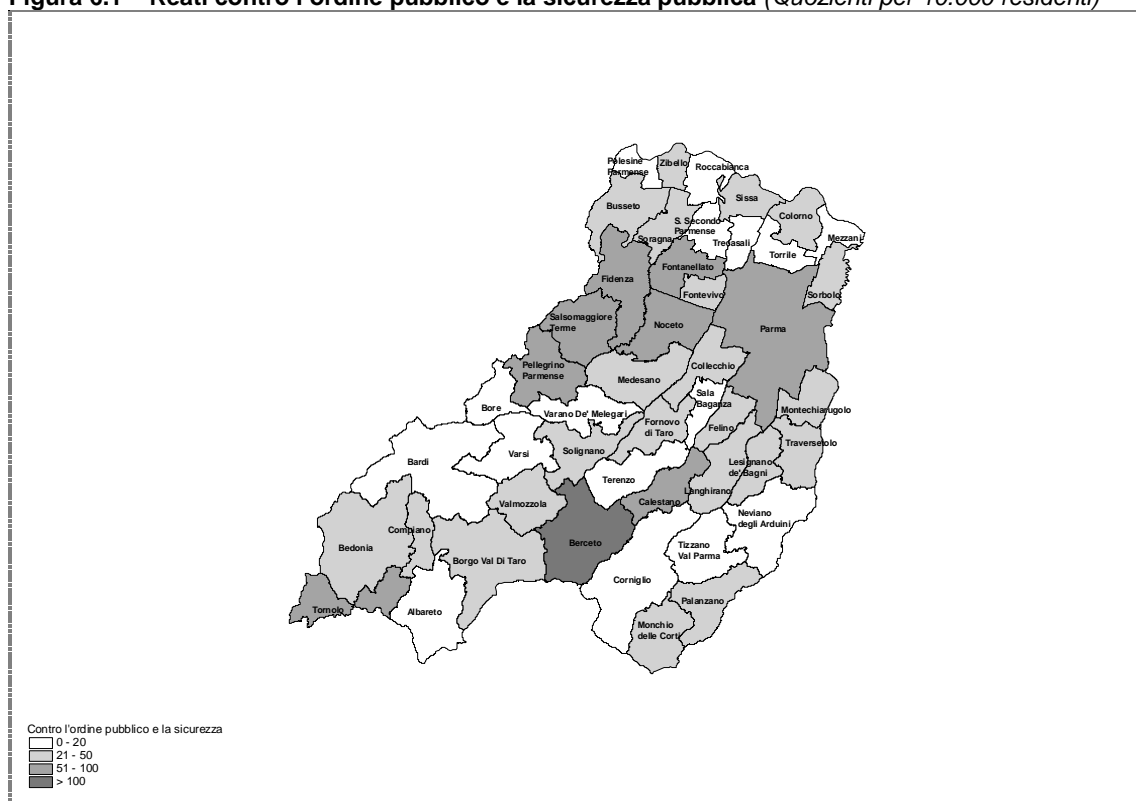 Figura 6.1 – Reati contro l'ordine pubblico e la sicurezza pubblica (Quozienti per 10.000 residenti)
Polesine
Parmense
Zibello
Roccabianca
Busseto
Sissa
Colorno
S. Secondo
Parmense
Mezzani
Soragna
Trecasali
Torrile
Fontanellato
Fidenza
Fontevivo
Sorbolo
Salsomaggiore
Terme
Noceto
Parma
Pellegrino
Parmense
Collecchio
Medesano
Sala
Baganza
Bore
Varano De' Melegari
Montechiarugolo
Fornovo
di Taro
Felino
Traversetolo
Solignano
Varsi
Bardi
Lesignano
de' Bagni
Terenzo
Langhirano
Valmozzola
Calestano
Neviano
degli Arduini
Compiano
Bedonia
Berceto
Tizzano
Val Parma
Borgo Val Di Taro
Corniglio
Tornolo
Albareto
Palanzano
Monchio
delle Corti
Contro l'ordine pubblico e la sicurezza
0 - 20
21 - 50
51 - 100
> 100